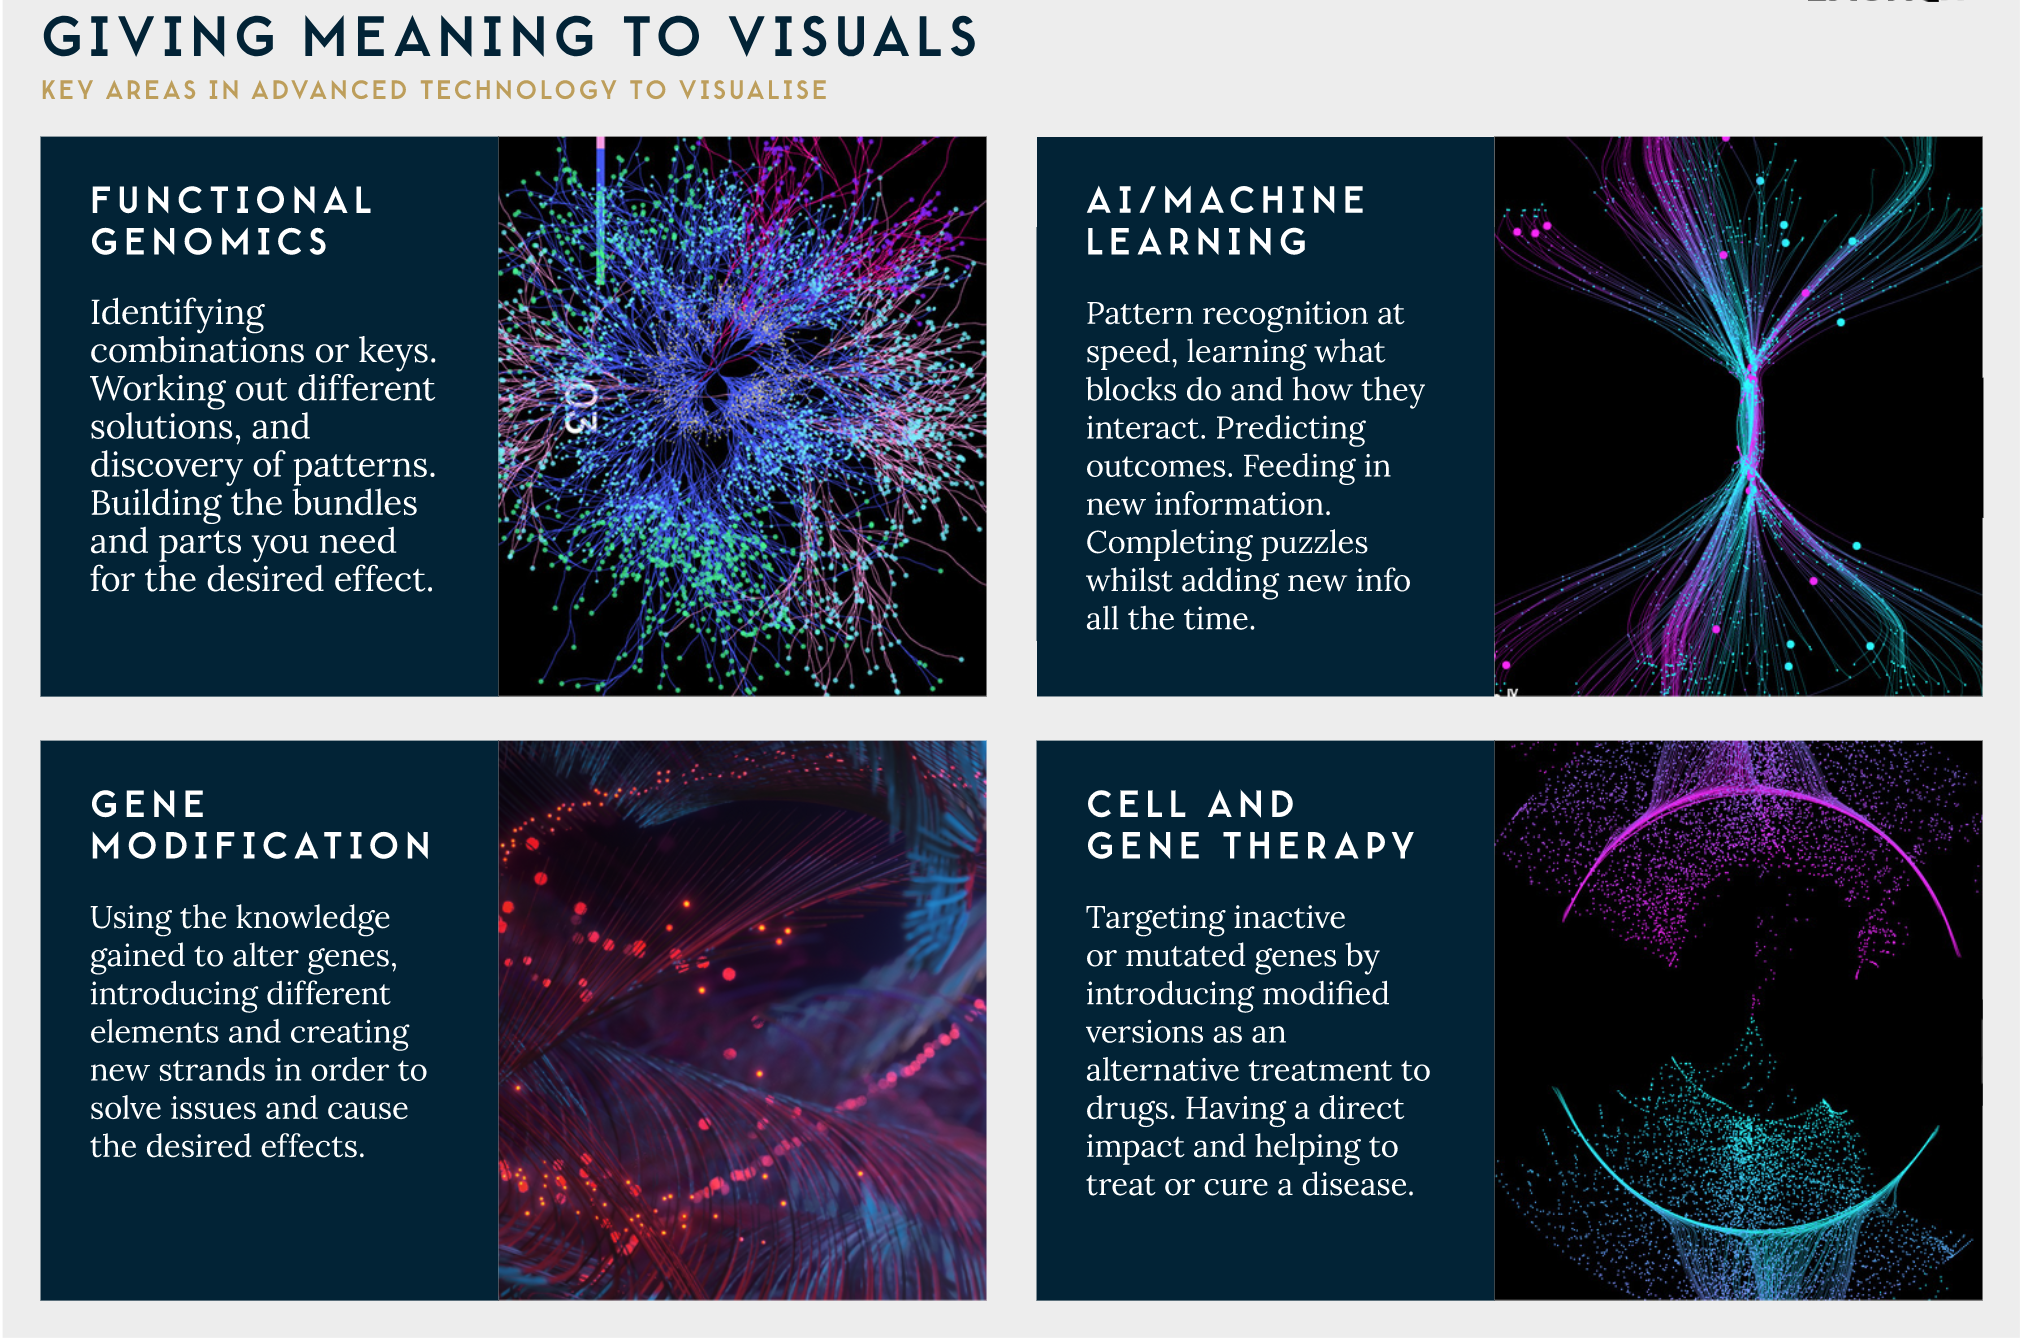 GIVING MEANING TO VISUALS
KEY AREAS IN ADVANCED TECHNOLOGY TO VISUALISE
FUNCTIONAL
GENOMICS
Identifying
combinations or keys.
Working out different
solutions, and
discovery of patterns.
Building the bundles
and parts you need
for the desired effect.
03
AI/MACHINE
LEARNING
Pattern recognition at
speed, learning what
blocks do and how they
interact. Predicting
outcomes. Feeding in
new information.
Completing puzzles
whilst adding new info
all the time.
GENE
MODIFICATION
Using the knowledge
gained to alter genes,
introducing different
elements and creating
new strands in order to
solve issues and cause
the desired effects.
CELL AND
GENE THERAPY
Targeting inactive
or mutated genes by
introducing modified
versions as an
alternative treatment to
drugs. Having a direct
impact and helping to
treat or cure a disease.